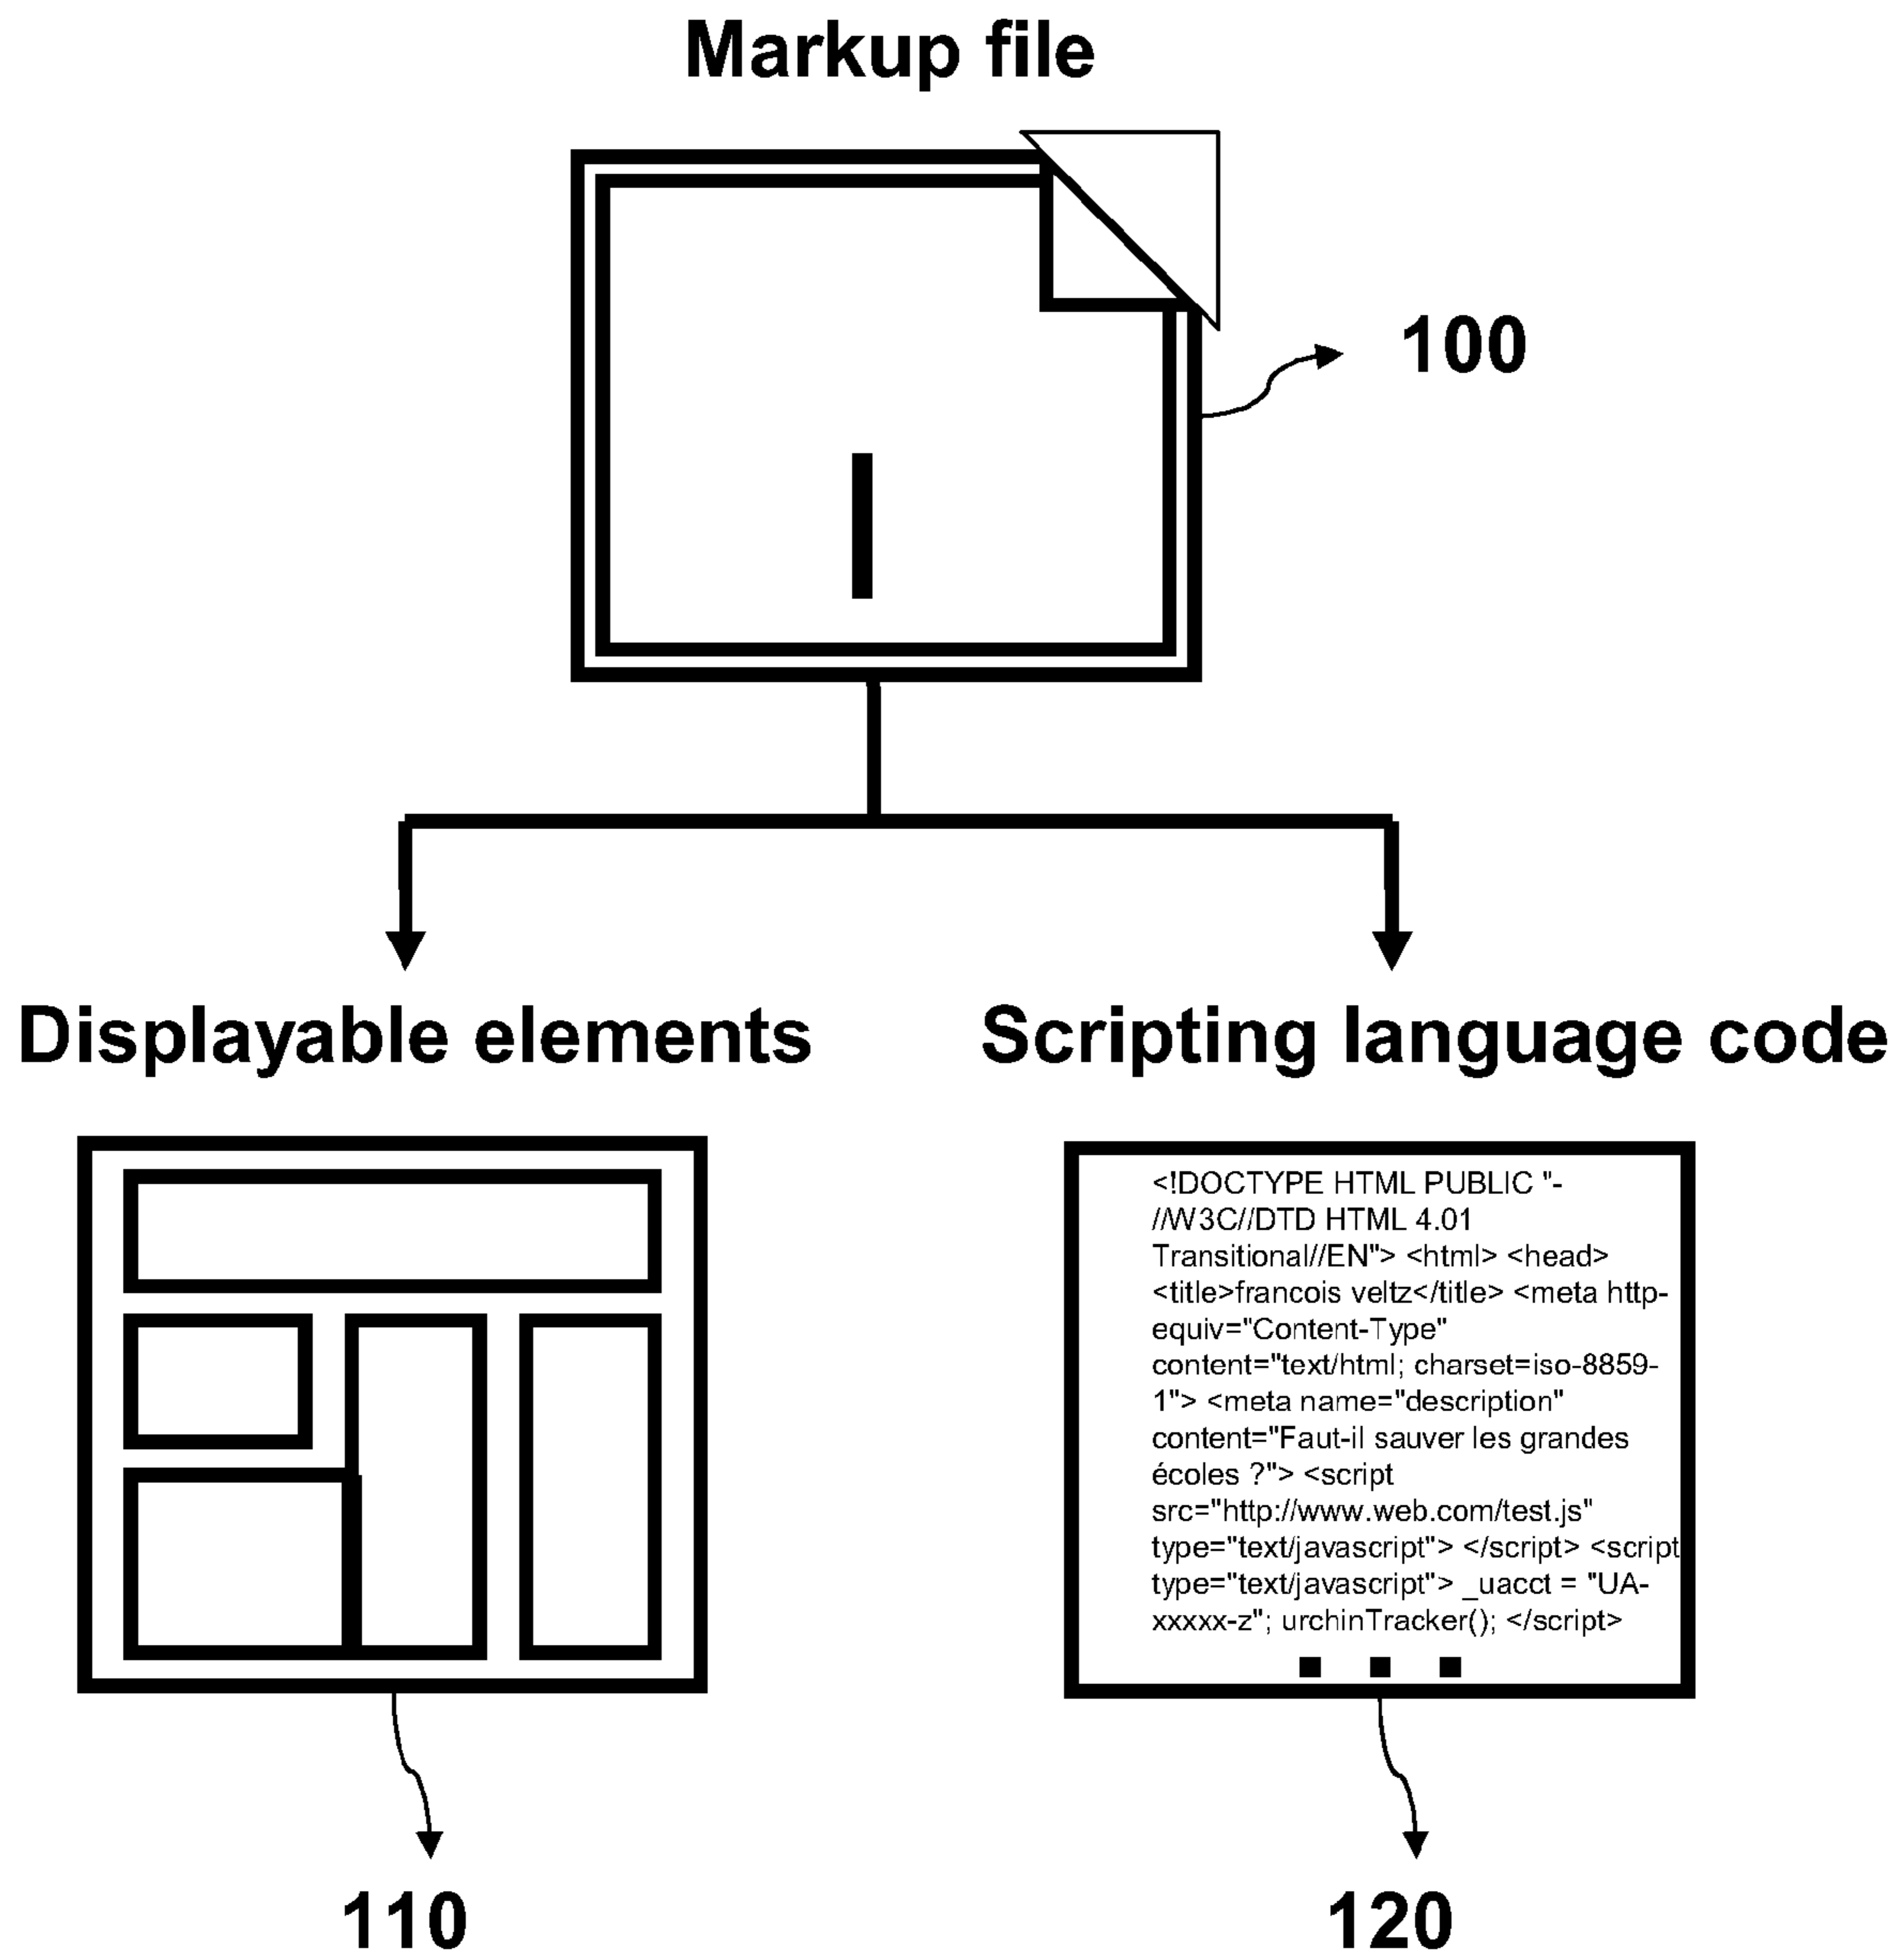 Markup file
100
Displayable elements
Scripting language code
<!DOCTYPE HTML PUBLIC "-
//W3C//DTD HTML 4.01
Transitional//EN"> <html> <head>
<title>francois veltz</title> <meta http-
equiv="Content-Type"
content="text/html; charset=iso-8859-
1"> <meta name="description"
content="Faut-il sauver les grandes
écoles ?"> <script
src="http://www.web.com/test.js"
type="text/javascript"> </script> <script
type="text/javascript"> _uacct = "UA-
xxxxx-z"; urchinTracker(); </script>
110
120